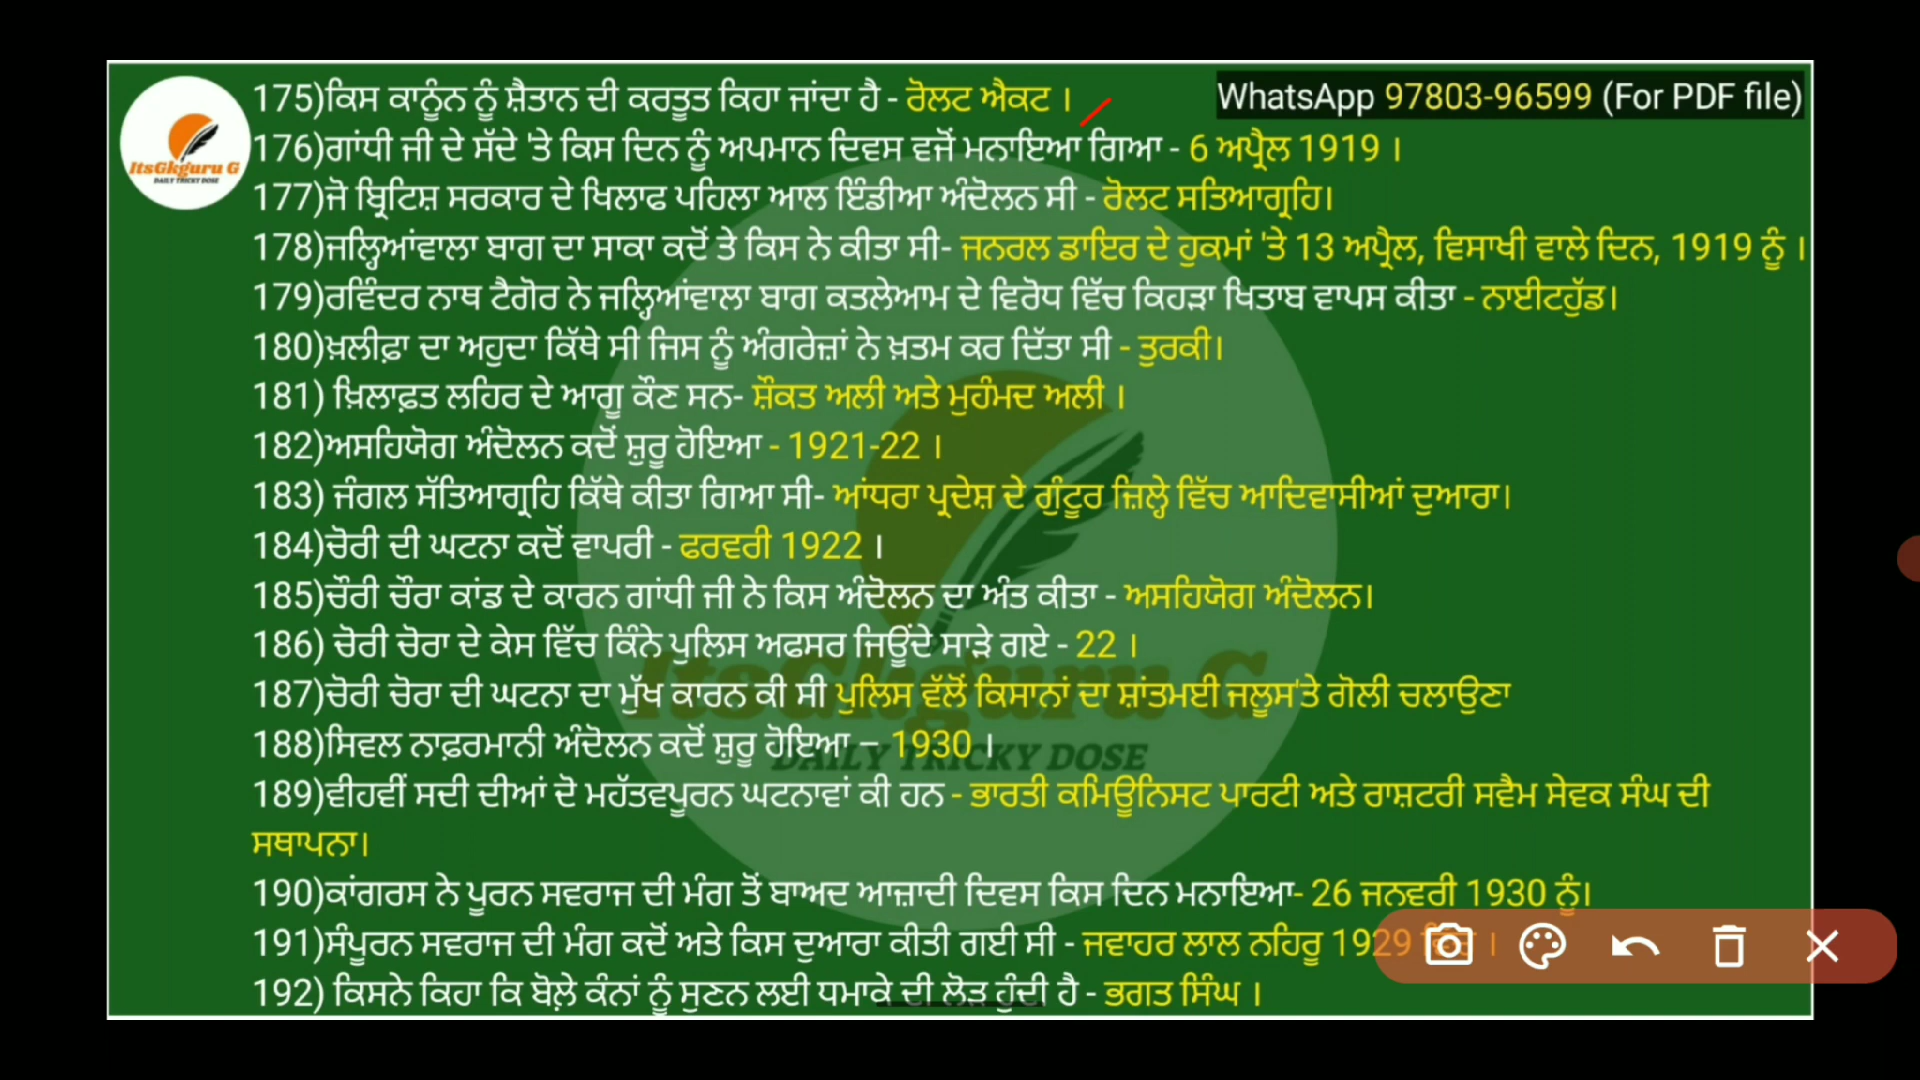 WhatsApp 97803-96599 (For PDF file)
ItsGkguru G
DAILY TRICKY DOSE
175)ਕਿਸ ਕਾਨੂੰਨ ਨੂੰ ਸ਼ੈਤਾਨ ਦੀ ਕਰਤੂਤ ਕਿਹਾ ਜਾਂਦਾ ਹੈ - ਰੋਲਟ ਐਕਟ ।
176)ਗਾਂਧੀ ਜੀ ਦੇ ਸੱਦੇ 'ਤੇ ਕਿਸ ਦਿਨ ਨੂੰ ਅਪਮਾਨ ਦਿਵਸ ਵਜੋਂ ਮਨਾਇਆ ਗਿਆ - 6 ਅਪ੍ਰੈਲ 1919 ।
177)ਜੋ ਬ੍ਰਿਟਿਸ਼ ਸਰਕਾਰ ਦੇ ਖਿਲਾਫ ਪਹਿਲਾ ਆਲ ਇੰਡੀਆ ਅੰਦੋਲਨ ਸੀ - ਰੋਲਟ ਸਤਿਆਗ੍ਰਹਿ।
178)ਜਲ੍ਹਿਆਂਵਾਲਾ ਬਾਗ ਦਾ ਸਾਕਾ ਕਦੋਂ ਤੇ ਕਿਸ ਨੇ ਕੀਤਾ ਸੀ- ਜਨਰਲ ਡਾਇਰ ਦੇ ਹੁਕਮਾਂ 'ਤੇ 13 ਅਪ੍ਰੈਲ, ਵਿਸਾਖੀ ਵਾਲੇ ਦਿਨ, 1919 ਨੂੰ ।
179)ਰਵਿੰਦਰ ਨਾਥ ਟੈਗੋਰ ਨੇ ਜਲ੍ਹਿਆਂਵਾਲਾ ਬਾਗ ਕਤਲੇਆਮ ਦੇ ਵਿਰੋਧ ਵਿੱਚ ਕਿਹੜਾ ਖਿਤਾਬ ਵਾਪਸ ਕੀਤਾ - ਨਾਈਟਹੁੱਡ।
180)ਖ਼ਲੀਫ਼ਾ ਦਾ ਅਹੁਦਾ ਕਿੱਥੇ ਸੀ ਜਿਸ ਨੂੰ ਅੰਗਰੇਜ਼ਾਂ ਨੇ ਖ਼ਤਮ ਕਰ ਦਿੱਤਾ ਸੀ - ਤੁਰਕੀ।
181) ਖ਼ਿਲਾਫ਼ਤ ਲਹਿਰ ਦੇ ਆਗੂ ਕੌਣ ਸਨ- ਸ਼ੌਕਤ ਅਲੀ ਅਤੇ ਮੁਹੰਮਦ ਅਲੀ ।
182)ਅਸਹਿਯੋਗ ਅੰਦੋਲਨ ਕਦੋਂ ਸ਼ੁਰੂ ਹੋਇਆ - 1921-22 ।
183) ਜੰਗਲ ਸੱਤਿਆਗ੍ਰਹਿ ਕਿੱਥੇ ਕੀਤਾ ਗਿਆ ਸੀ- ਆਂਧਰਾ ਪ੍ਰਦੇਸ਼ ਦੇ ਗੁੰਟੂਰ ਜ਼ਿਲ੍ਹੇ ਵਿੱਚ ਆਦਿਵਾਸੀਆਂ ਦੁਆਰਾ।
184)ਚੋਰੀ ਦੀ ਘਟਨਾ ਕਦੋਂ ਵਾਪਰੀ - ਫਰਵਰੀ 1922 ।
185)ਚੌਰੀ ਚੌਰਾ ਕਾਂਡ ਦੇ ਕਾਰਨ ਗਾਂਧੀ ਜੀ ਨੇ ਕਿਸ ਅੰਦੋਲਨ ਦਾ ਅੰਤ ਕੀਤਾ - ਅਸਹਿਯੋਗ ਅੰਦੋਲਨ।
186) ਚੋਰੀ ਚੋਰਾ ਦੇ ਕੇਸ ਵਿੱਚ ਕਿੰਨੇ ਪੁਲਿਸ ਅਫਸਰ ਜਿਊਂਦੇ ਸਾੜੇ ਗਏ - 22 ।
187)ਚੋਰੀ ਚੋਰਾ ਦੀ ਘਟਨਾ ਦਾ ਮੁੱਖ ਕਾਰਨ ਕੀ ਸੀ ਪੁਲਿਸ ਵੱਲੋਂ ਕਿਸਾਨਾਂ ਦਾ ਸ਼ਾਂਤਮਈ ਜਲੂਸ'ਤੇ ਗੋਲੀ ਚਲਾਉਣਾ
188)ਸਿਵਲ ਨਾਫ਼ਰਮਾਨੀ ਅੰਦੋਲਨ ਕਦੋਂ ਸ਼ੁਰੂ ਹੋਇਆ – 1930 ।
189)ਵੀਹਵੀਂ ਸਦੀ ਦੀਆਂ ਦੋ ਮਹੱਤਵਪੂਰਨ ਘਟਨਾਵਾਂ ਕੀ ਹਨ - ਭਾਰਤੀ ਕਮਿਊਨਿਸਟ ਪਾਰਟੀ ਅਤੇ ਰਾਸ਼ਟਰੀ ਸਵੈਮ ਸੇਵਕ ਸੰਘ ਦੀ
ਸਥਾਪਨਾ।
190)ਕਾਂਗਰਸ ਨੇ ਪੂਰਨ ਸਵਰਾਜ ਦੀ ਮੰਗ ਤੋਂ ਬਾਅਦ ਆਜ਼ਾਦੀ ਦਿਵਸ ਕਿਸ ਦਿਨ ਮਨਾਇਆ- 26 ਜਨਵਰੀ 1930 ਨੂੰ।
191)ਸੰਪੂਰਨ ਸਵਰਾਜ ਦੀ ਮੰਗ ਕਦੋਂ ਅਤੇ ਕਿਸ ਦੁਆਰਾ ਕੀਤੀ ਗਈ ਸੀ - ਜਵਾਹਰ ਲਾਲ ਨਹਿਰੂ 1929 ।
192) ਕਿਸਨੇ ਕਿਹਾ ਕਿ ਬੋਲ਼ੇ ਕੰਨਾਂ ਨੂੰ ਸੁਣਨ ਲਈ ਧਮਾਕੇ ਦੀ ਲੋੜ ਹੁੰਦੀ ਹੈ - ਭਗਤ ਸਿੰਘ ।
ItsGkguru G
DAILY TRICKY DOSE